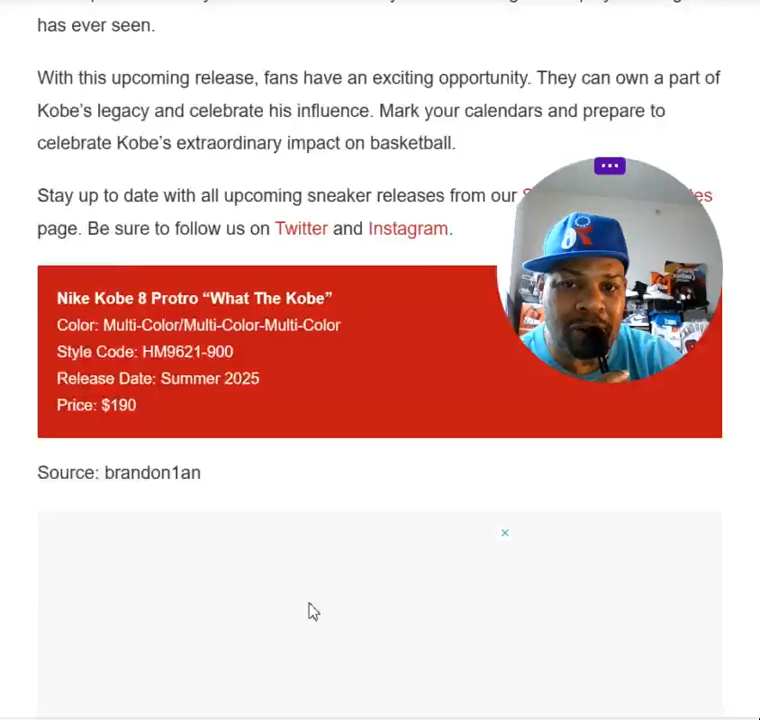 has ever seen.
With this upcoming release, fans have an exciting opportunity. They can own a part of
Kobe's legacy and celebrate his influence. Mark your calendars and prepare to
celebrate Kobe's extraordinary impact on basketball.
Stay up to date with all upcoming sneaker releases from our
page. Be sure to follow us on Twitter and Instagram.
Nike Kobe 8 Protro “What The Kobe”
Color: Multi-Color/Multi-Color-Multi-Color
Style Code: HM9621-900
Release Date: Summer 2025
Price: $190
Source: brandon1an